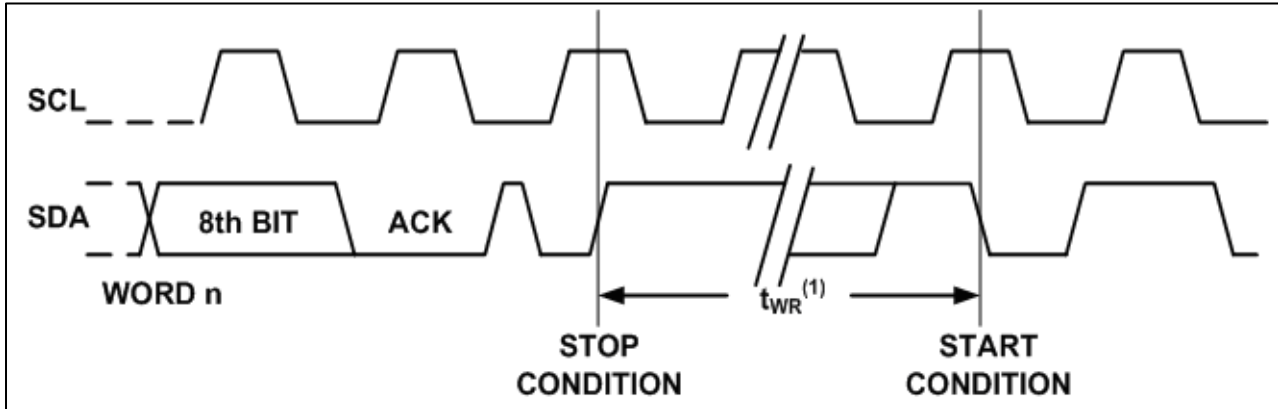 SCL
SDA
8th BIT
ACK
WORD n
tWR(1)
STOP
CONDITION
START
CONDITION